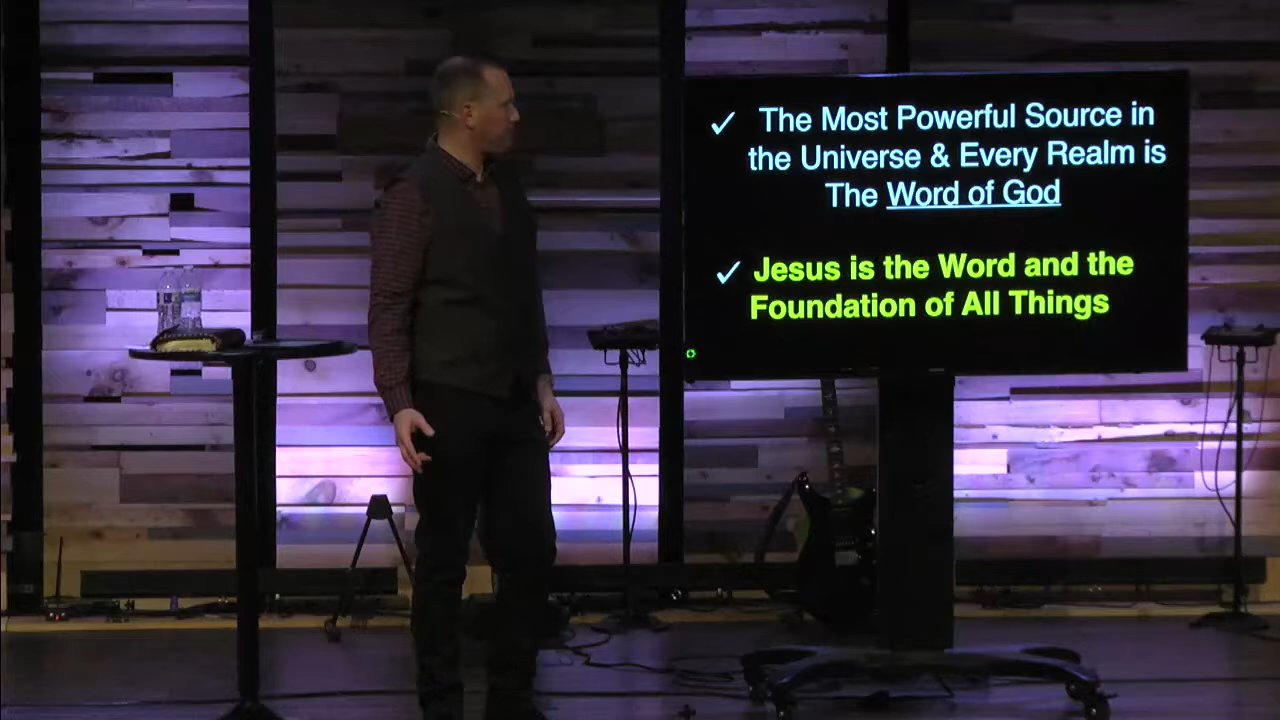 ✓ The Most Powerful Source in
the Universe & Every Realm is
The Word of God
✓ Jesus is the Word and the
Foundation of All Things